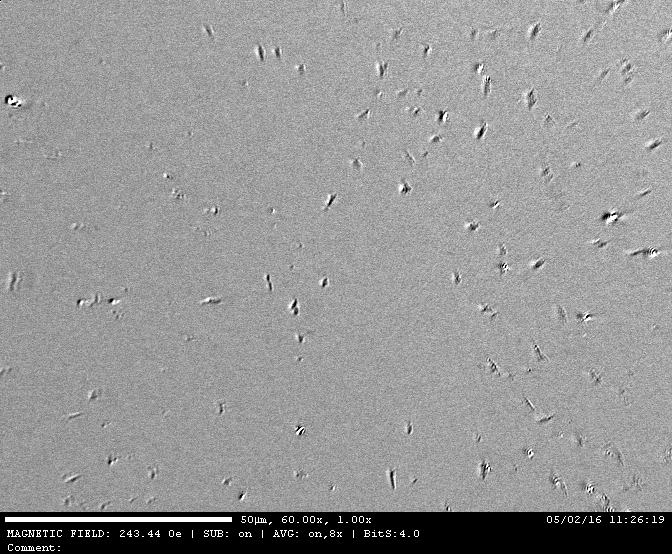 50µm, 60.00x, 1.00x 05/02/16 11:26:19
MAGNETIC FIELD: 243.44 Oe | SUB: on | AVG: on,8x | BitS:4.0
Comment: